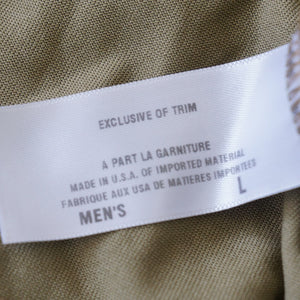 EXCLUSIVE OF TRIM
A PART LA GARNITURE
MADE IN U.S.A. OF IMPORTED MATERIAL
FABRIQUE AUX USA DE MATIERES IMPORTEES
MEN'S L